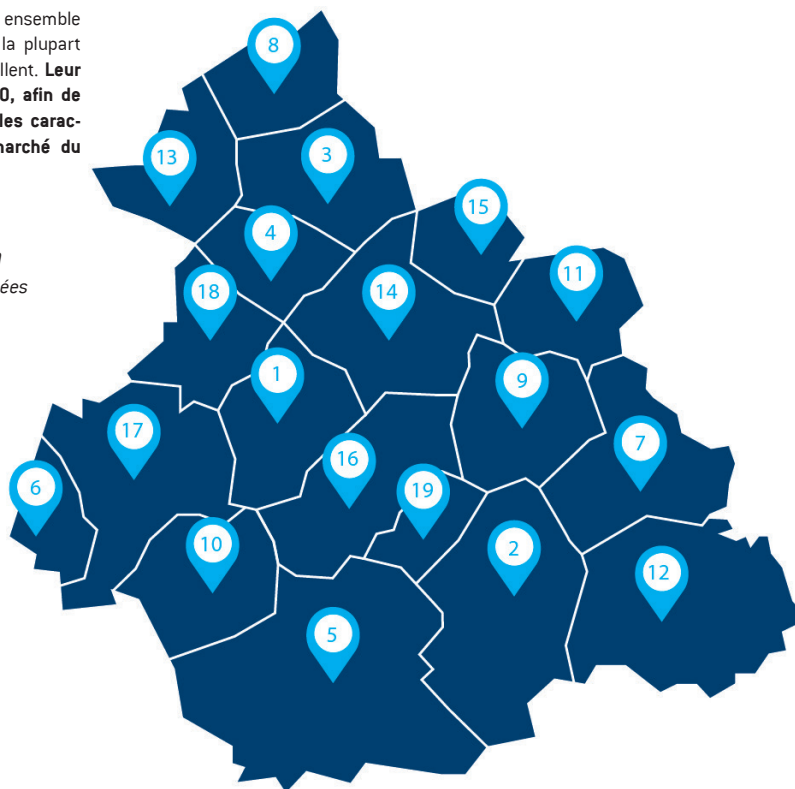 ensemble
la plupart
llent. Leur
0, afin de
les carac-
marché du
ées
8
13
3
15
4
11
18
14
1
9
17
7
16
6
19
10
2
12
5